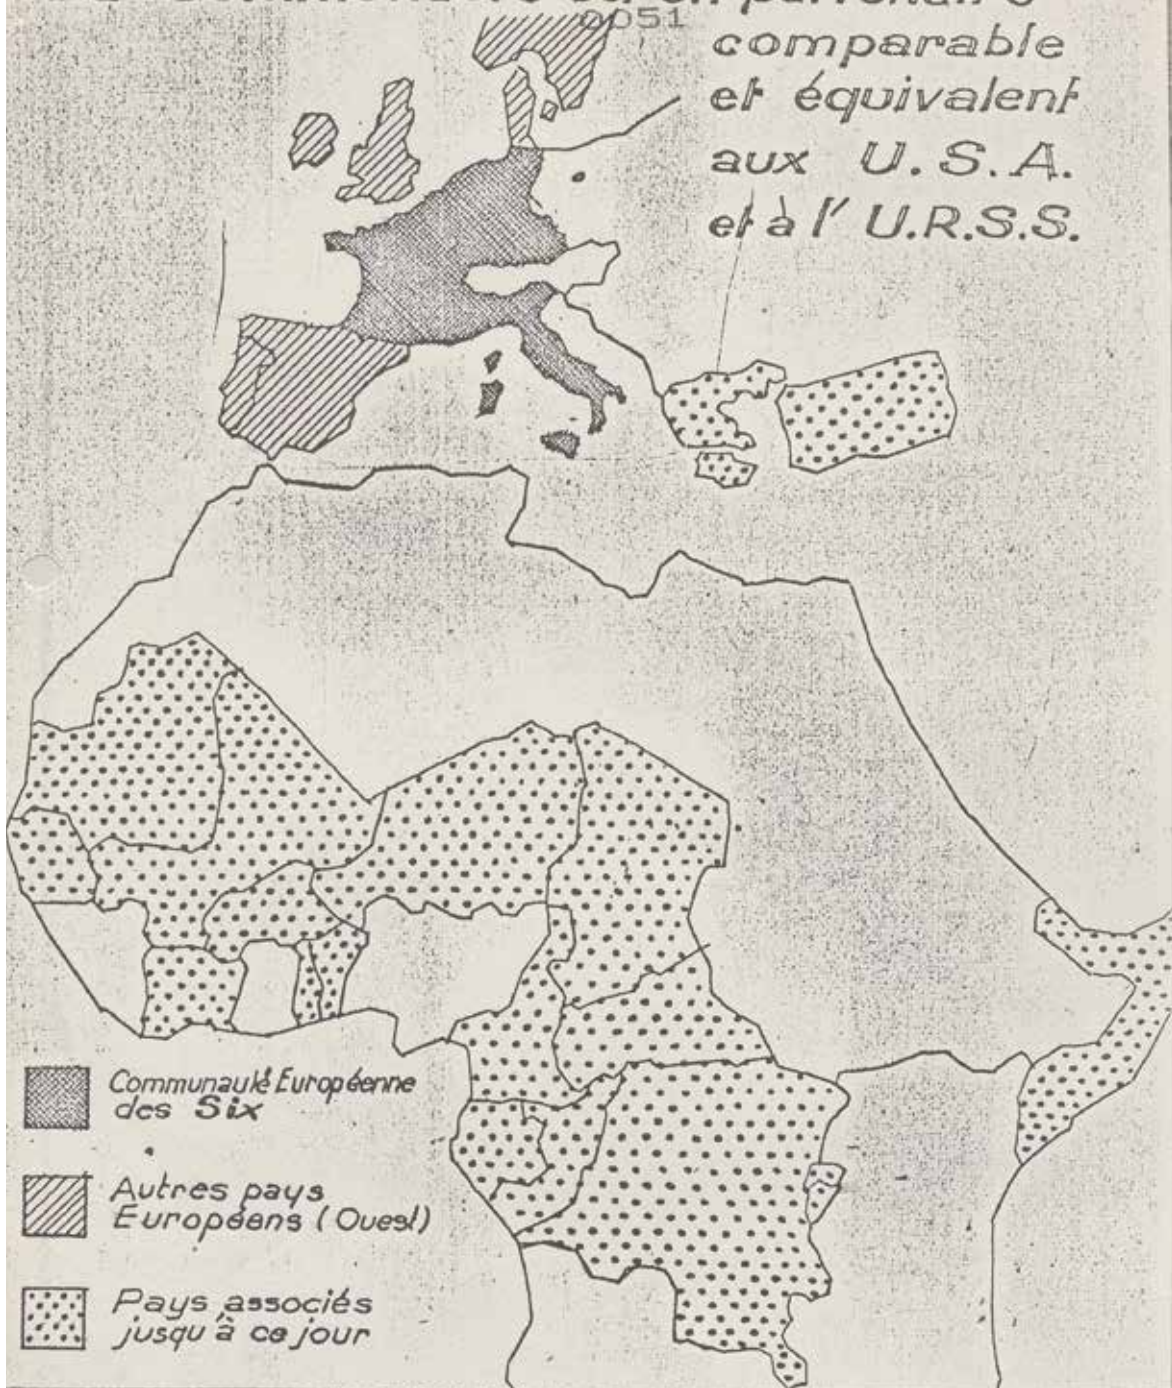 0051
comparable
et équivalent
aux U.S.A.
et à l' U.R.S.S.
Communauté Européenne
des Six
Autres pays
Européens (Ouest)
Pays associés
jusqu'à ce jour